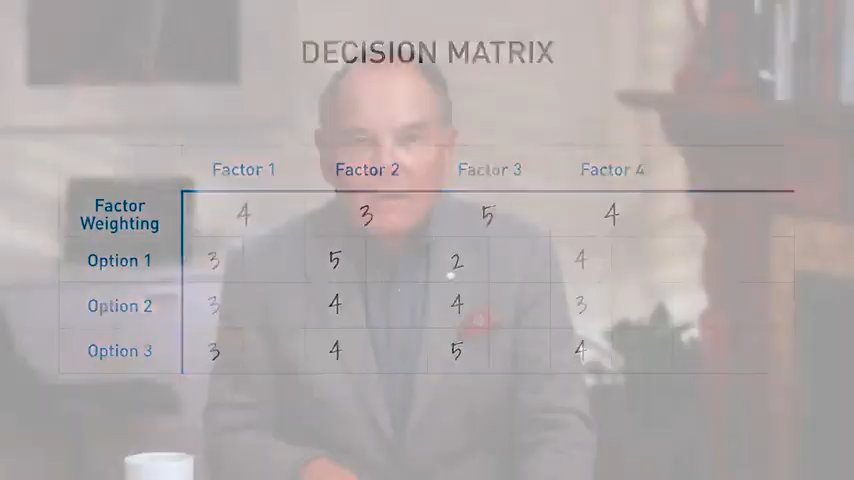 DECISION MATRIX
Factor 1 Factor 2 Factor 3 Factor 4
Factor
Weighting 4 3 5 4
Option 1 3 5 2 4
Option 2 3 4 4 3
Option 3 3 4 5 4